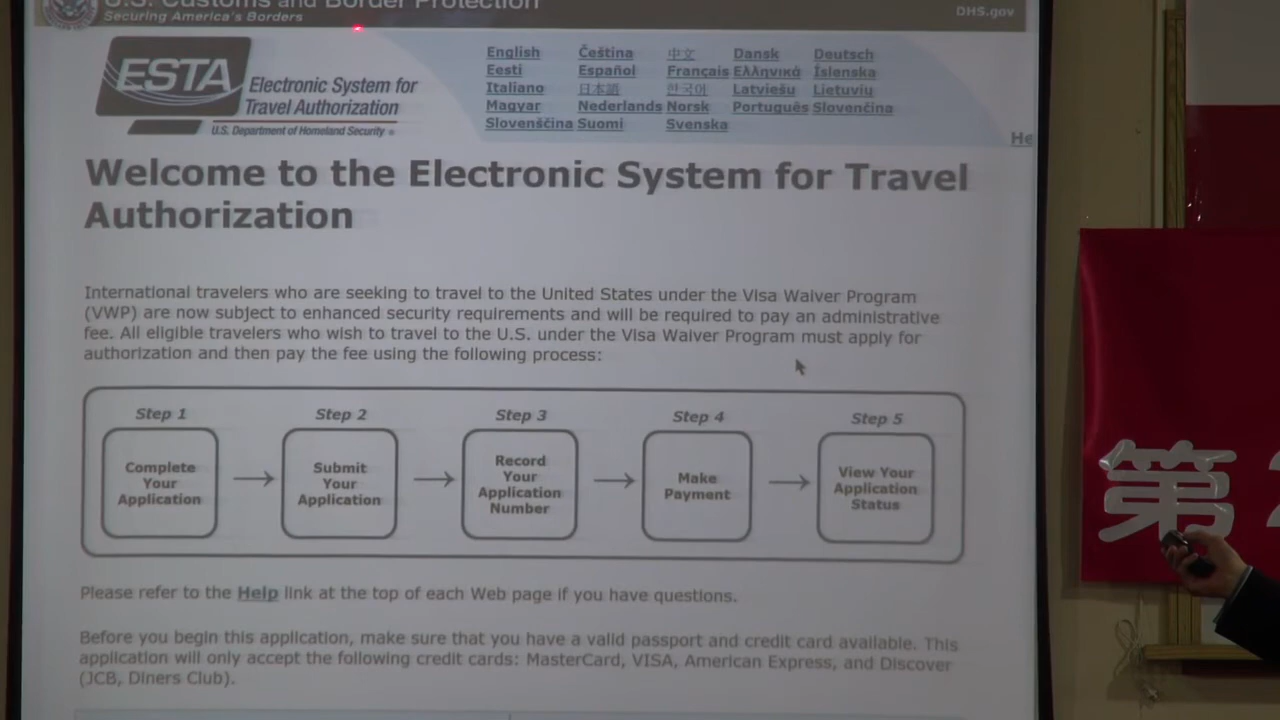 U.S. Customs and Border Protection
Securing America's Borders
DHS.gov
ESTA
Electronic System for
Travel Authorization
U.S. Department of Homeland Security
English Čeština 中文 Dansk Deutsch
Eesti Español Français Ελληνικά Íslenska
Italiano 日本語 한국어 Latviešu Lietuvių
Magyar Nederlands Norsk Português Slovenčina
Slovenščina Suomi Svenska
He
Welcome to the Electronic System for Travel
Authorization
International travelers who are seeking to travel to the United States under the Visa Waiver Program
(VWP) are now subject to enhanced security requirements and will be required to pay an administrative
fee. All eligible travelers who wish to travel to the U.S. under the Visa Waiver Program must apply for
authorization and then pay the fee using the following process:
Step 1
Complete
Your
Application
Step 2
Submit
Your
Application
Step 3
Record
Your
Application
Number
Step 4
Make
Payment
Step 5
View Your
Application
Status
Please refer to the Help link at the top of each Web page if you have questions.
Before you begin this application, make sure that you have a valid passport and credit card available. This
application will only accept the following credit cards: MasterCard, VISA, American Express, and Discover
(JCB, Diners Club).
第